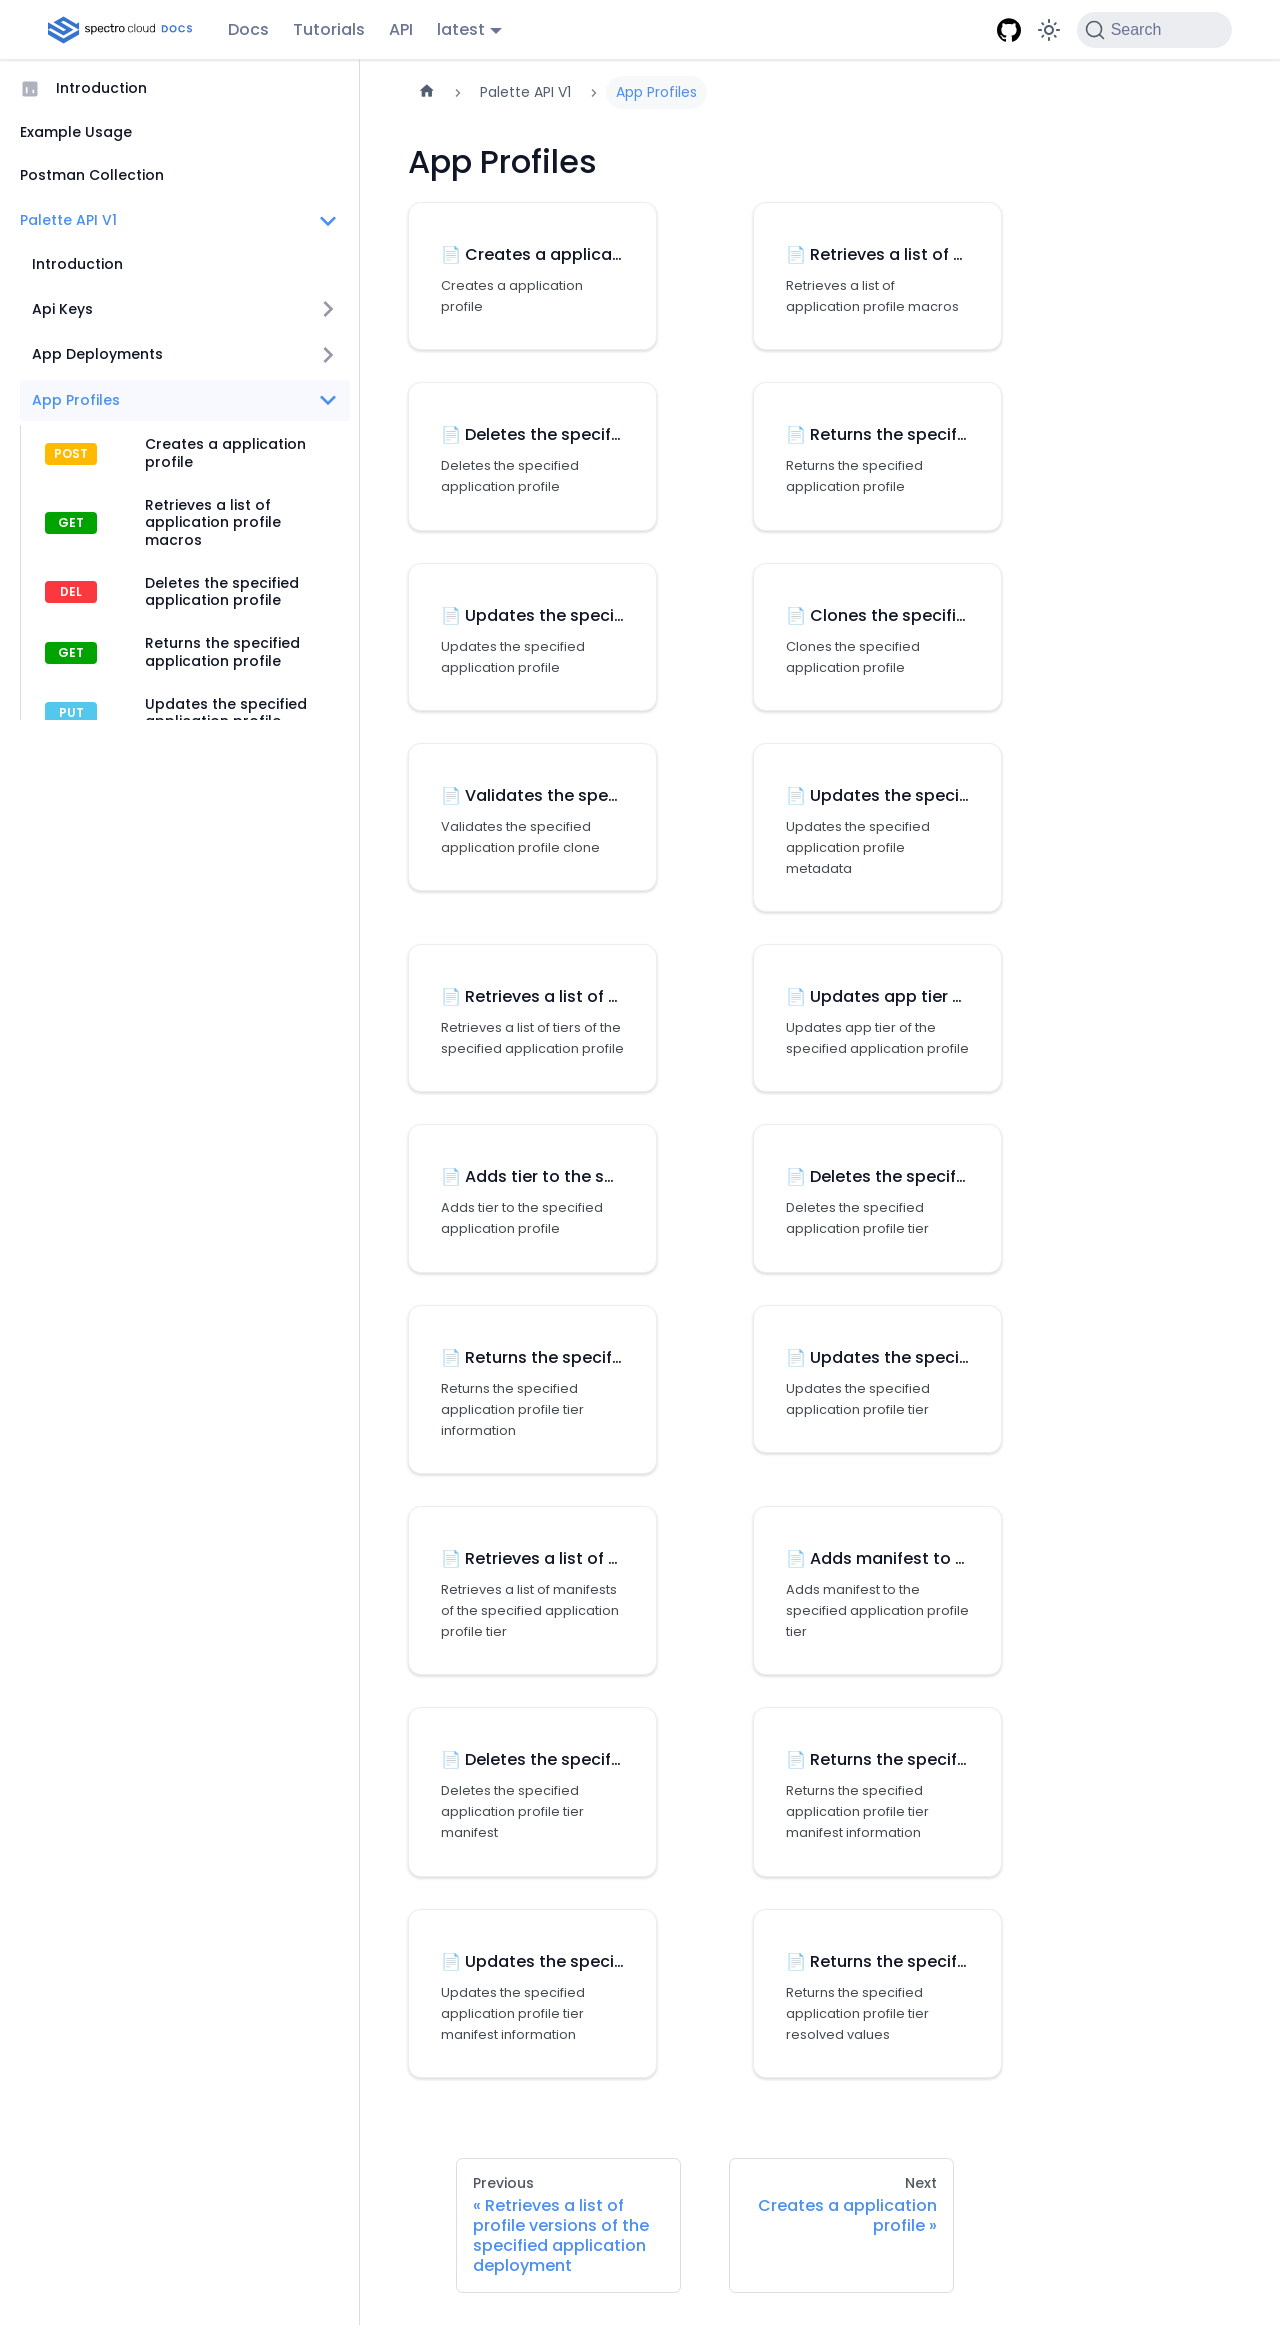 spectro cloud DOCS Docs Tutorials API latest Search
Introduction
Example Usage
Postman Collection
Palette API V1
Introduction
Api Keys
App Deployments
App Profiles
POST Creates a application
profile
GET Retrieves a list of
application profile
macros
DEL Deletes the specified
application profile
GET Returns the specified
application profile
PUT Updates the specified
application profile
Palette API V1 App Profiles
App Profiles
Creates a applica...
Creates a application
profile
Retrieves a list of ...
Retrieves a list of
application profile macros
Deletes the specif...
Deletes the specified
application profile
Returns the specif...
Returns the specified
application profile
Updates the speci...
Updates the specified
application profile
Clones the specifi...
Clones the specified
application profile
Validates the spe...
Validates the specified
application profile clone
Updates the speci...
Updates the specified
application profile
metadata
Retrieves a list of ...
Retrieves a list of tiers of the
specified application profile
Updates app tier ...
Updates app tier of the
specified application profile
Adds tier to the s...
Adds tier to the specified
application profile
Deletes the specif...
Deletes the specified
application profile tier
Returns the specif...
Returns the specified
application profile tier
information
Updates the speci...
Updates the specified
application profile tier
Retrieves a list of ...
Retrieves a list of manifests
of the specified application
profile tier
Adds manifest to ...
Adds manifest to the
specified application profile
tier
Deletes the specif...
Deletes the specified
application profile tier
manifest
Returns the specif...
Returns the specified
application profile tier
manifest information
Updates the speci...
Updates the specified
application profile tier
manifest information
Returns the specif...
Returns the specified
application profile tier
resolved values
Previous
« Retrieves a list of
profile versions of the
specified application
deployment
Next
Creates a application
profile »